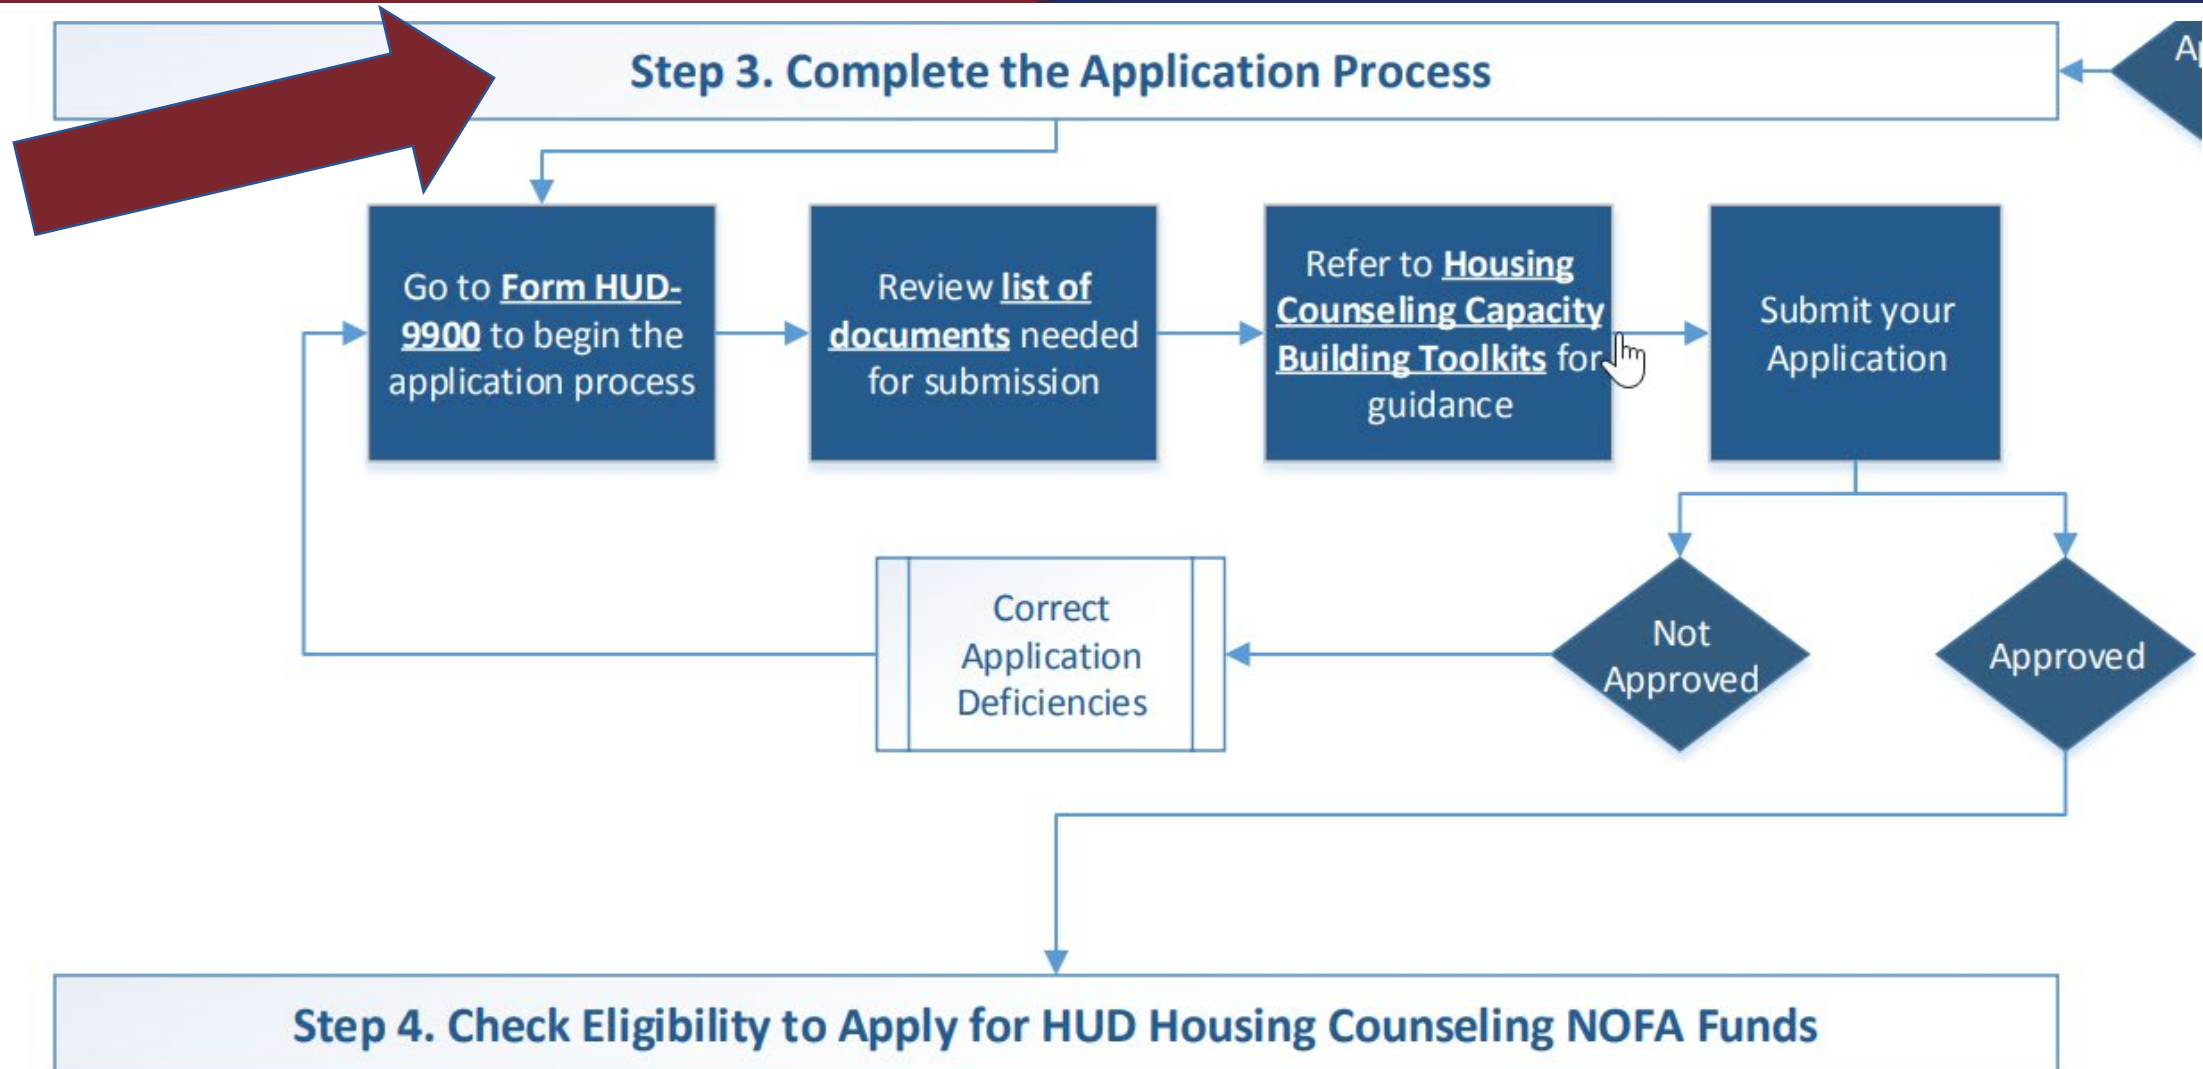 Step 3. Complete the Application Process
Go to Form HUD-
9900 to begin the
application process
Review list of
documents needed
for submission
Refer to Housing
Counseling Capacity
Building Toolkits for
guidance
Submit your
Application
Correct
Application
Deficiencies
Not
Approved
Approved
Step 4. Check Eligibility to Apply for HUD Housing Counseling NOFA Funds